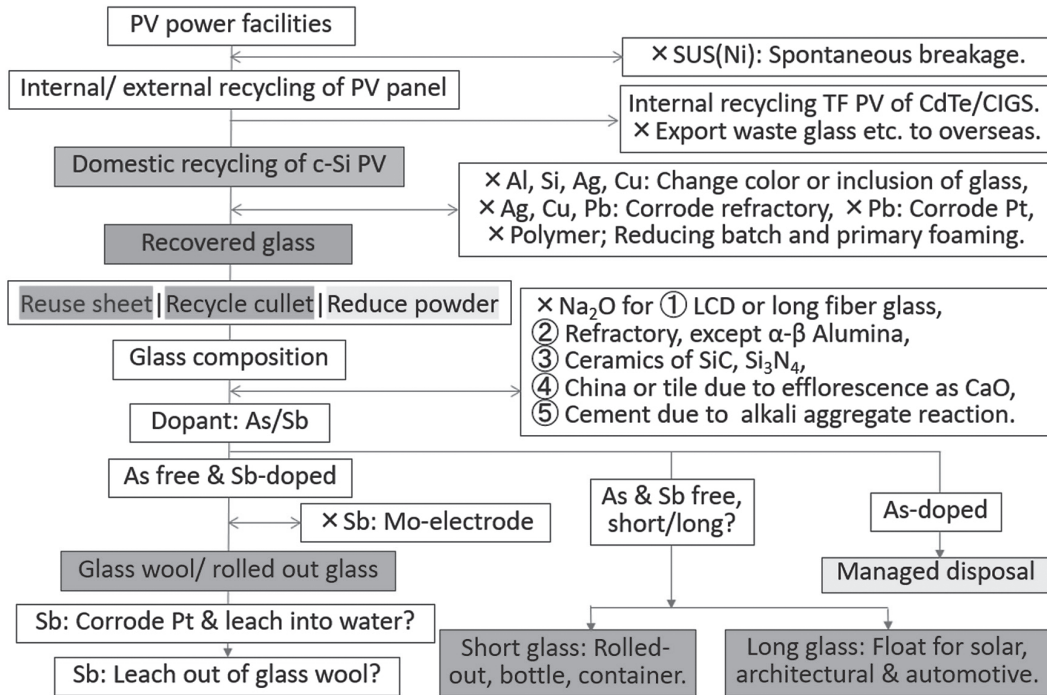 PV power facilities
× SUS(Ni): Spontaneous breakage.
Internal/ external recycling of PV panel
Internal recycling TF PV of CdTe/CIGS.
× Export waste glass etc. to overseas.
Domestic recycling of c-Si PV
× Al, Si, Ag, Cu: Change color or inclusion of glass,
× Ag, Cu, Pb: Corrode refractory, × Pb: Corrode Pt,
× Polymer; Reducing batch and primary foaming.
Recovered glass
Reuse sheet | Recycle cullet | Reduce powder
× Na₂O for ① LCD or long fiber glass,
② Refractory, except α-β Alumina,
③ Ceramics of SiC, Si₃N₄,
④ China or tile due to efflorescence as CaO,
⑤ Cement due to alkali aggregate reaction.
Glass composition
Dopant: As/Sb
As free & Sb-doped
As & Sb free,
short/long?
As-doped
× Sb: Mo-electrode
Glass wool/ rolled out glass
Managed disposal
Sb: Corrode Pt & leach into water?
Sb: Leach out of glass wool?
Short glass: Rolled-
out, bottle, container.
Long glass: Float for solar,
architectural & automotive.